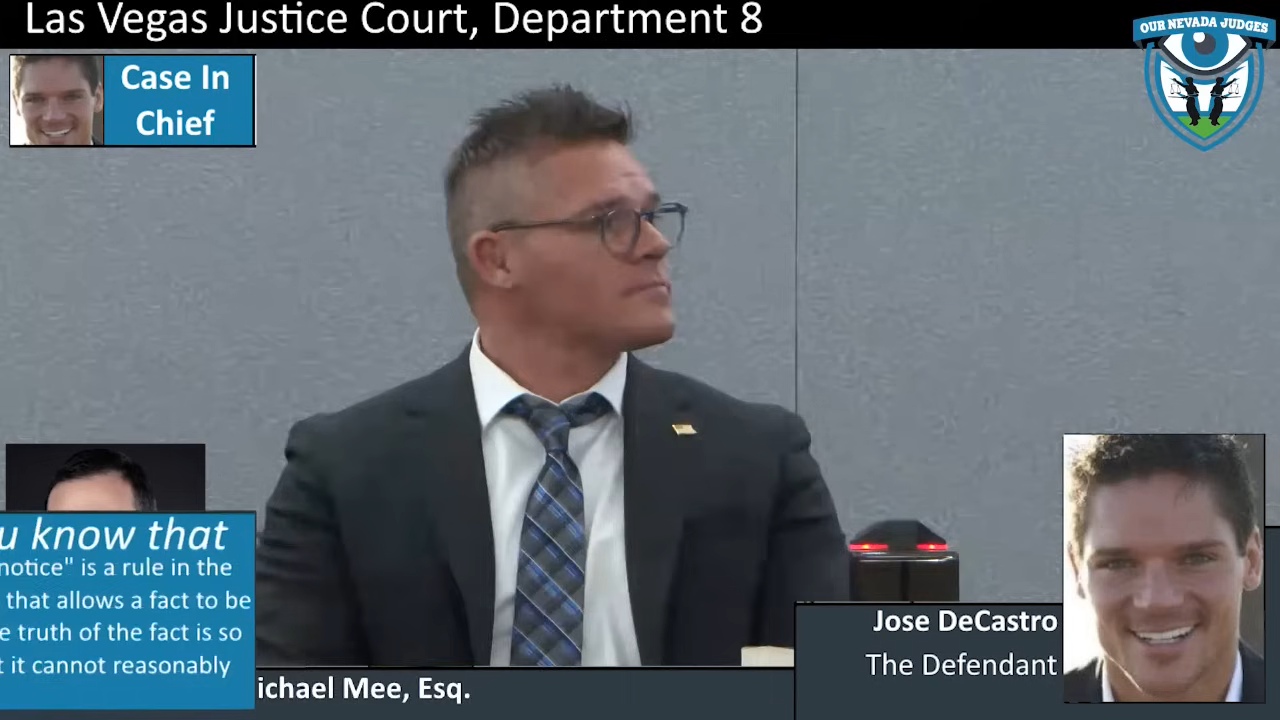 Las Vegas Justice Court, Department 8
OUR NEVADA JUDGES
Case In
Chief
u know that
notice" is a rule in the
that allows a fact to be
e truth of the fact is so
t it cannot reasonably
ichael Mee, Esq.
Jose DeCastro
The Defendant